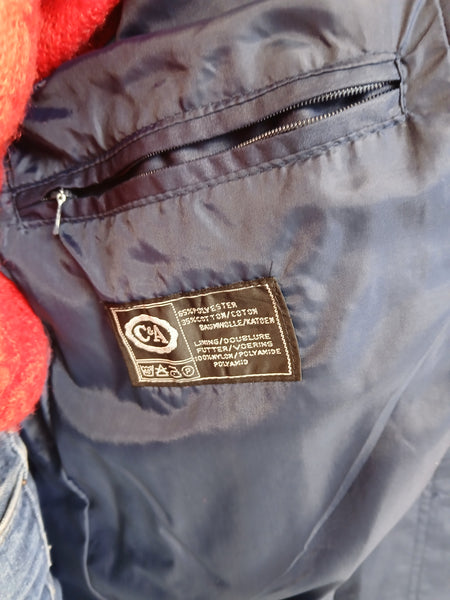 C&A
65%POLYESTER
35%COTTON/COTON
BAUMWOLLE/KATOEN
LINING/DOUBLURE
FUTTER/VOERING
100%NYLON/POLYAMIDE
POLYAMID
P